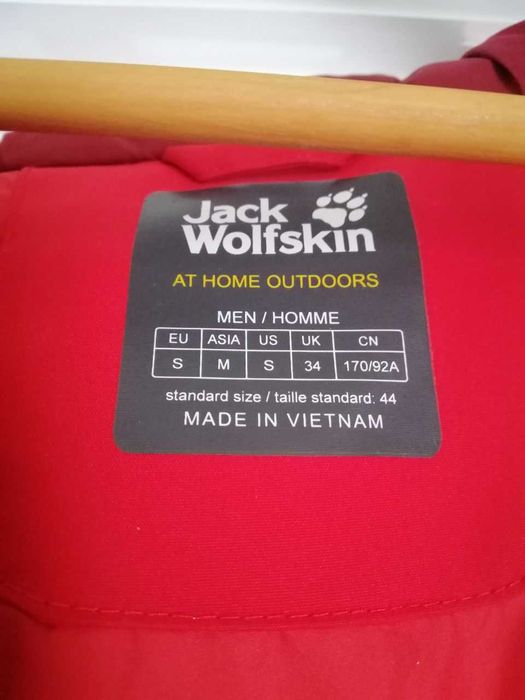 Jack
Wolfskin
AT HOME OUTDOORS
MEN / HOMME
EU ASIA US UK CN
S M S 34 170/92A
standard size / taille standard: 44
MADE IN VIETNAM